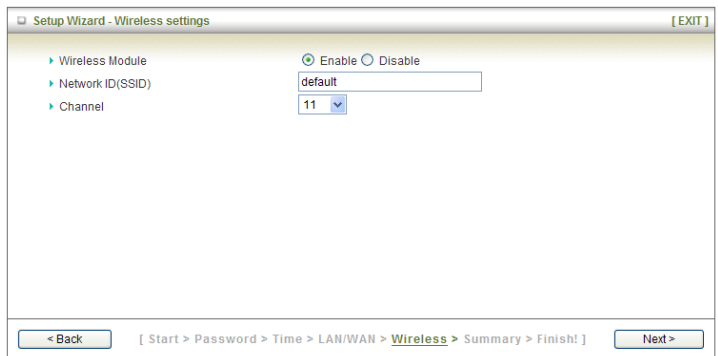 Setup Wizard - Wireless settings [ EXIT ]
Wireless Module Enable Disable
Network ID(SSID) default
Channel 11
< Back [ Start > Password > Time > LAN/WAN > Wireless > Summary > Finish! ] Next >